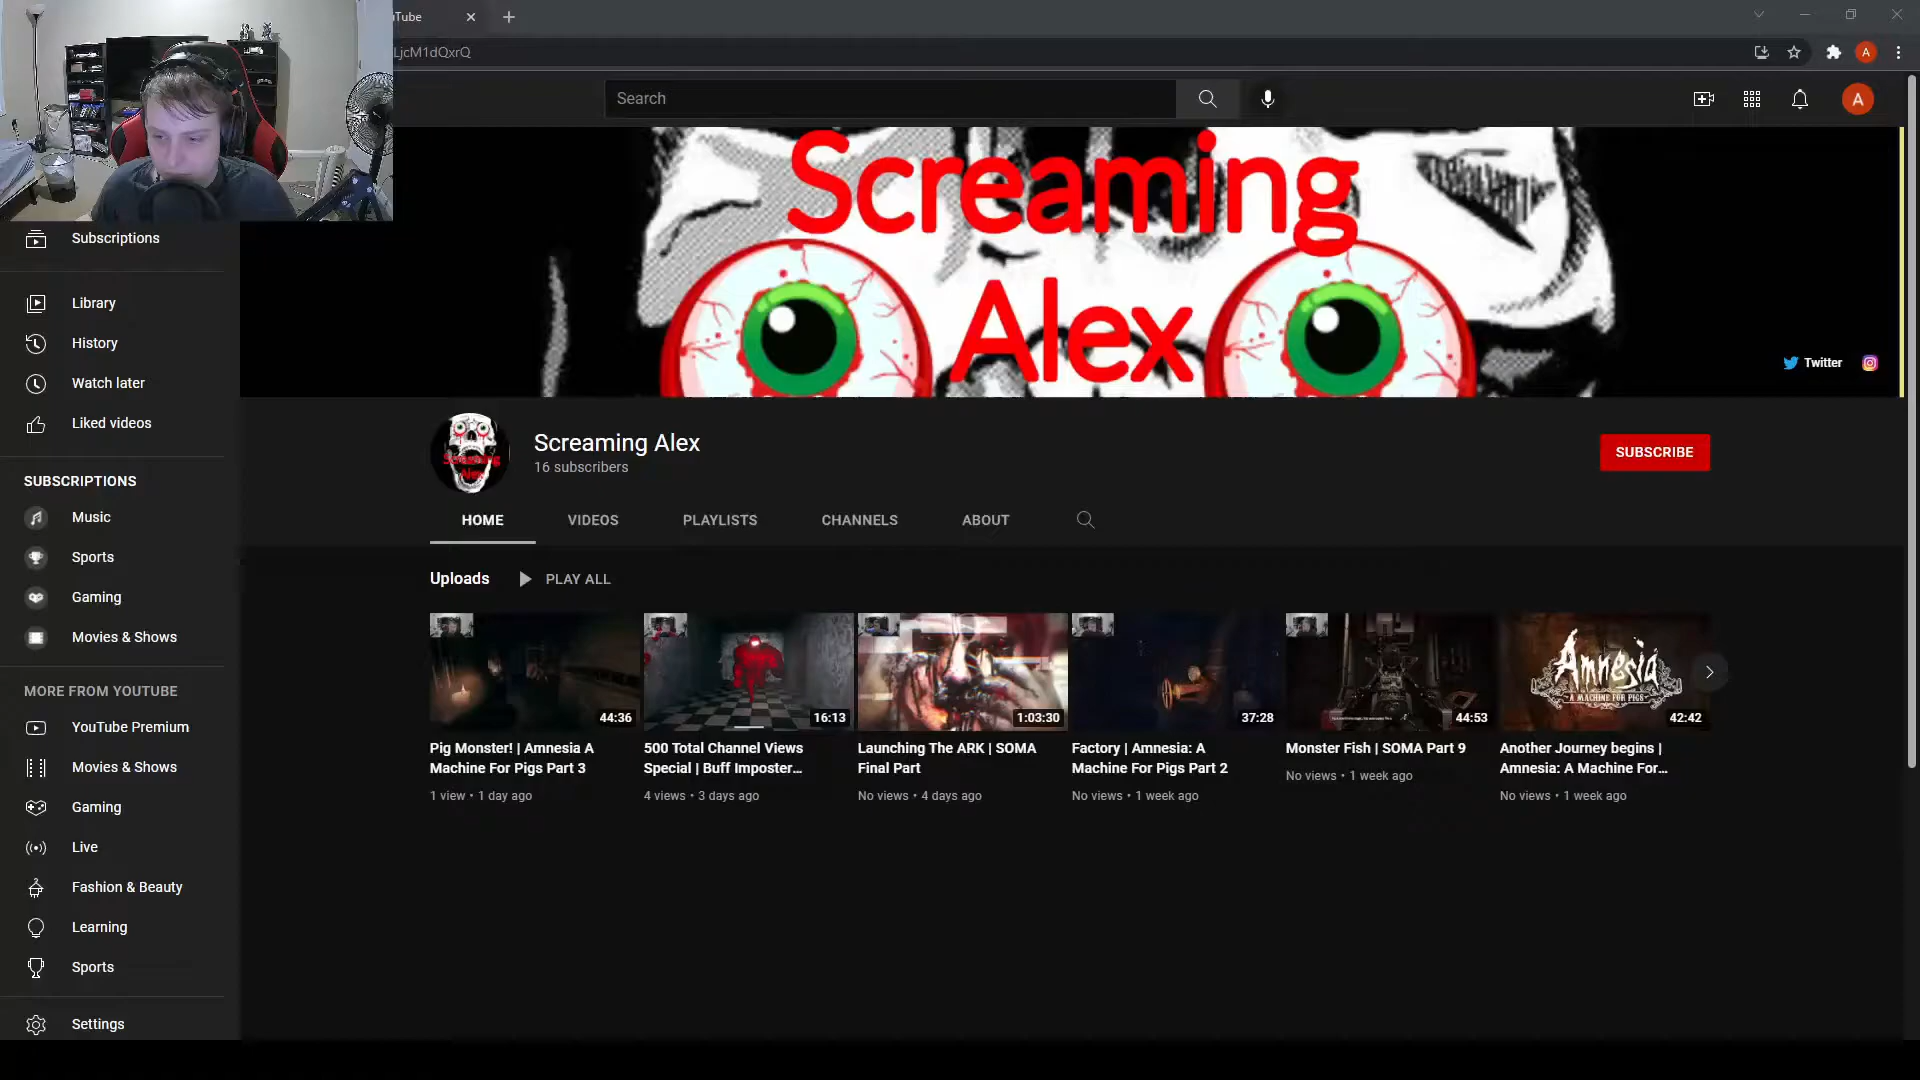 Tube
LjcM1dQxrQ
Search
A
A
Screaming
Alex
Twitter
Subscriptions
Library
History
Watch later
Liked videos
SUBSCRIPTIONS
Music
Sports
Gaming
Movies & Shows
MORE FROM YOUTUBE
YouTube Premium
Movies & Shows
Gaming
Live
Fashion & Beauty
Learning
Sports
Settings
Screaming Alex
16 subscribers
SUBSCRIBE
HOME
VIDEOS
PLAYLISTS
CHANNELS
ABOUT
Uploads
PLAY ALL
44:36
Pig Monster! | Amnesia A
Machine For Pigs Part 3
1 view • 1 day ago
16:13
500 Total Channel Views
Special | Buff Imposter...
4 views • 3 days ago
1:03:30
Launching The ARK | SOMA
Final Part
No views • 4 days ago
37:28
Factory | Amnesia: A
Machine For Pigs Part 2
No views • 1 week ago
44:53
Monster Fish | SOMA Part 9
No views • 1 week ago
Amnesia
A MACHINE FOR PIGS
42:42
Another Journey begins |
Amnesia: A Machine For...
No views • 1 week ago